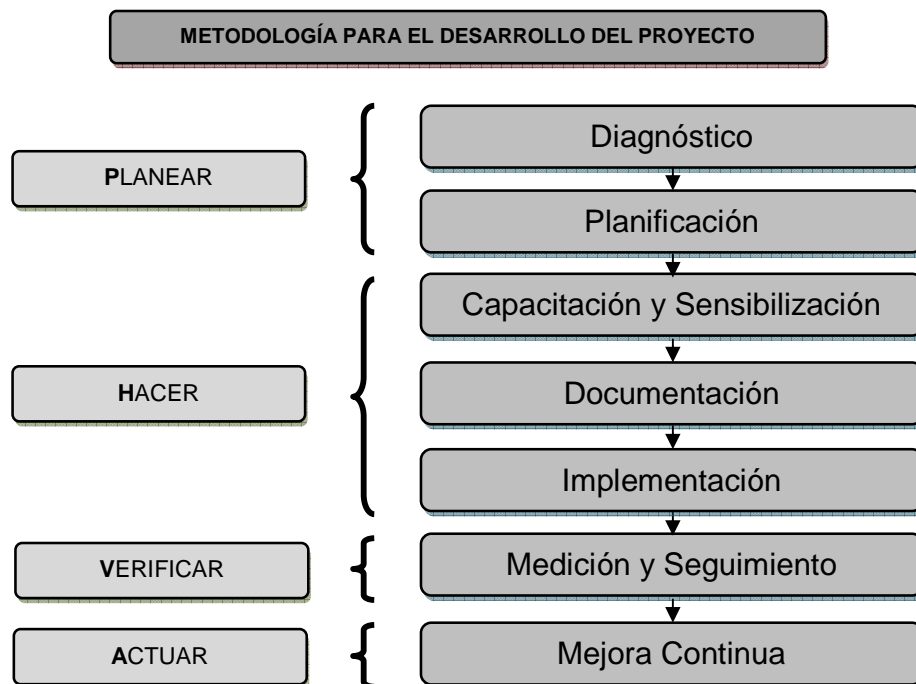 METODOLOGÍA PARA EL DESARROLLO DEL PROYECTO
PLANEAR
Diagnóstico
Planificación
HACER
Capacitación y Sensibilización
Documentación
Implementación
VERIFICAR
Medición y Seguimiento
ACTUAR
Mejora Continua